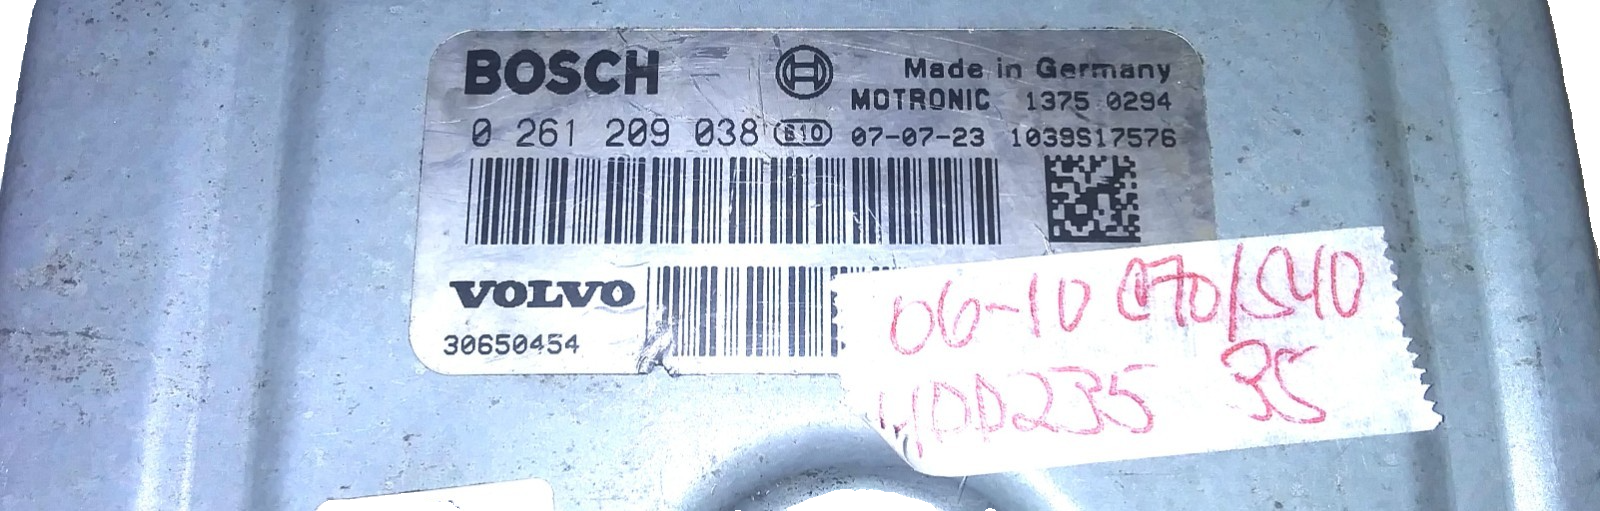 BOSCH
Made in Germany
MOTRONIC 1375 0294
0 261 209 038 610 07-07-23 1039S17576
VOLVO
30650454
06-10 C70/S40
35